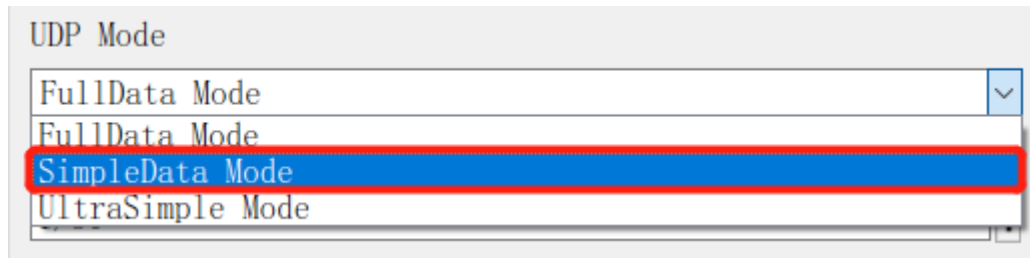 UDP Mode
FullData Mode
FullData Mode
SimpleData Mode
UltraSimple Mode